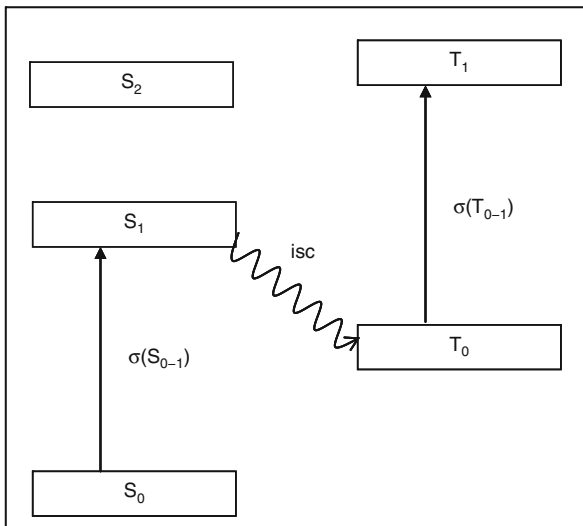 T₁
S₂
S₁
σ(T₀₋₁)
isc
T₀
σ(S₀₋₁)
S₀